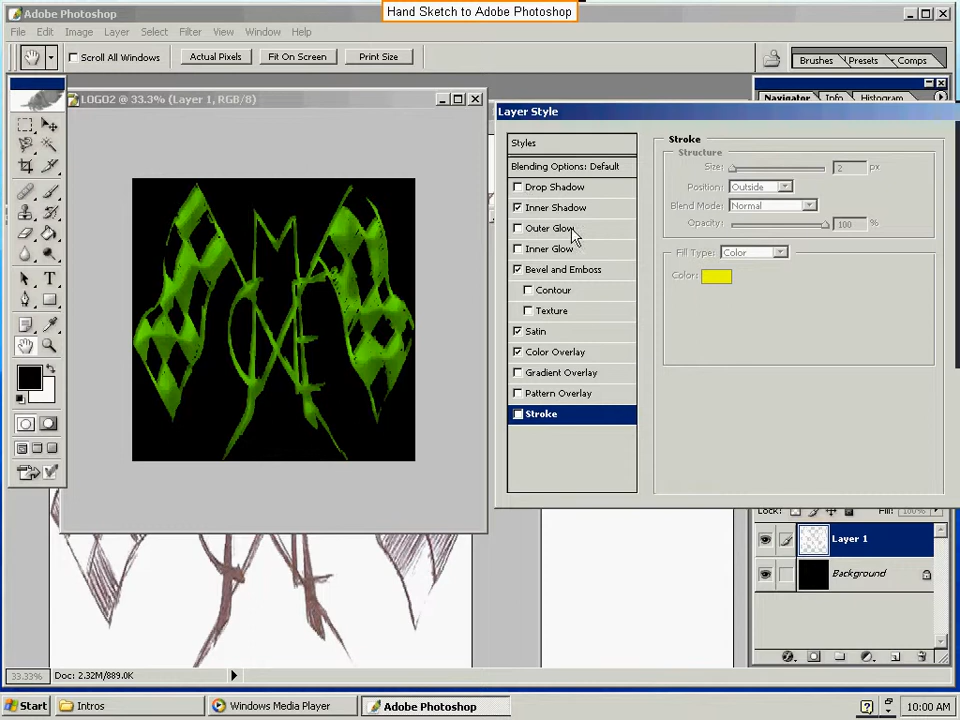 Hand Sketch to Adobe Photoshop
Adobe Photoshop
File Edit Image Layer Select Filter View Window Help
Scroll All Windows Actual Pixels Fit On Screen Print Size Brushes Presets Comps
Navigator Info Histogram
LOGO2 @ 33.3% (Layer 1, RGB/8)
Layer Style
Styles
Blending Options: Default
Drop Shadow
Inner Shadow
Outer Glow
Inner Glow
Bevel and Emboss
Contour
Texture
Satin
Color Overlay
Gradient Overlay
Pattern Overlay
Stroke
Stroke
Structure
Size: 2 px
Position: Outside
Blend Mode: Normal
Opacity: 100 %
Fill Type: Color
Color:
Lock: Fill: 100%
Layer 1
Background
33.33% Doc: 2.32M/889.0K
Start Intros Windows Media Player Adobe Photoshop 10:00 AM